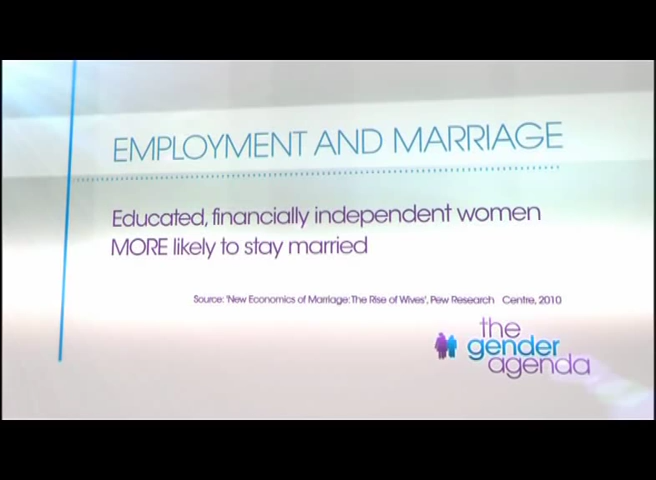 EMPLOYMENT AND MARRIAGE
Educated, financially independent women
MORE likely to stay married
Source: 'New Economics of Marriage: The Rise of Wives', Pew Research Centre, 2010
the
gender
agenda